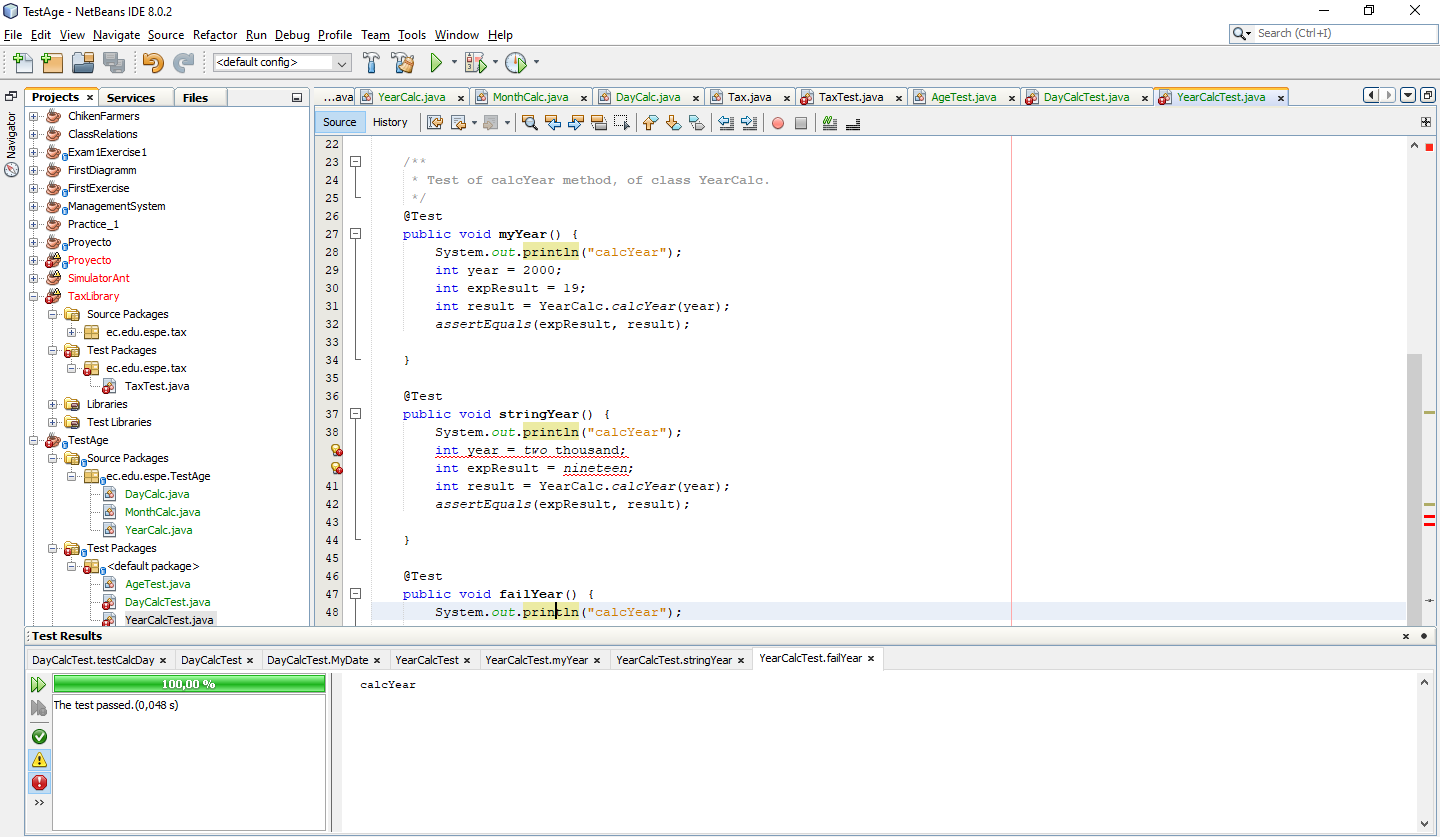 TestAge - NetBeans IDE 8.0.2
File Edit View Navigate Source Refactor Run Debug Profile Team Tools Window Help
Search (Ctrl+I)
<default config>
Projects Services Files
Navigator
ChikenFarmers
ClassRelations
Exam1Exercise1
FirstDiagramm
FirstExercise
ManagementSystem
Practice_1
Proyecto
Proyecto
SimulatorAnt
TaxLibrary
Source Packages
ec.edu.espe.tax
Test Packages
ec.edu.espe.tax
TaxTest.java
Libraries
Test Libraries
TestAge
Source Packages
ec.edu.espe.TestAge
DayCalc.java
MonthCalc.java
YearCalc.java
Test Packages
<default package>
AgeTest.java
DayCalcTest.java
YearCalcTest.java
...ava YearCalc.java MonthCalc.java DayCalc.java Tax.java TaxTest.java AgeTest.java DayCalcTest.java YearCalcTest.java
Source History
22
23 /**
24 * Test of calcYear method, of class YearCalc.
25 */
26 @Test
27 public void myYear() {
28 System.out.println("calcYear");
29 int year = 2000;
30 int expResult = 19;
31 int result = YearCalc.calcYear(year);
32 assertEquals(expResult, result);
33
34 }
35
36 @Test
37 public void stringYear() {
38 System.out.println("calcYear");
int year = two thousand;
int expResult = nineteen;
41 int result = YearCalc.calcYear(year);
42 assertEquals(expResult, result);
43
44 }
45
46 @Test
47 public void failYear() {
48 System.out.println("calcYear");
Test Results
DayCalcTest.testCalcDay DayCalcTest DayCalcTest.MyDate YearCalcTest YearCalcTest.myYear YearCalcTest.stringYear YearCalcTest.failYear
100,00 %
The test passed.(0,048 s)
calcYear